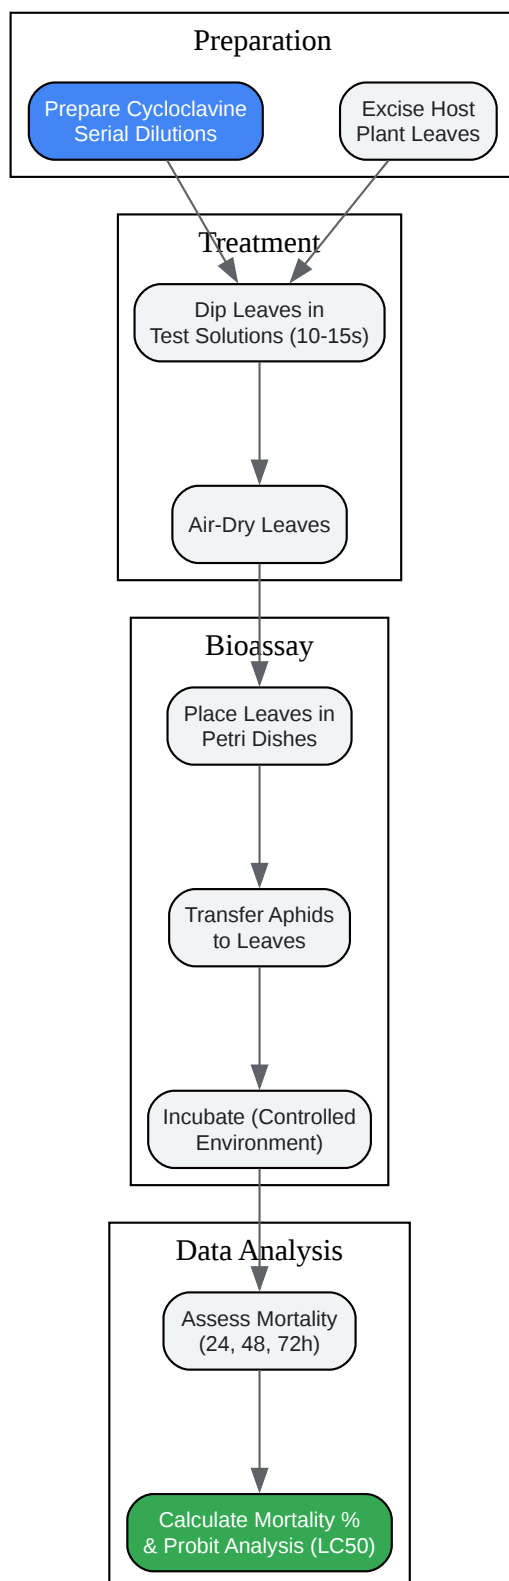 Preparation
Prepare Cycloclavine
Serial Dilutions
Excise Host
Plant Leaves
Treatment
Dip Leaves in
Test Solutions (10-15s)
Air-Dry Leaves
Bioassay
Place Leaves in
Petri Dishes
Transfer Aphids
to Leaves
Incubate (Controlled
Environment)
Data Analysis
Assess Mortality
(24, 48, 72h)
Calculate Mortality %
& Probit Analysis (LC50)